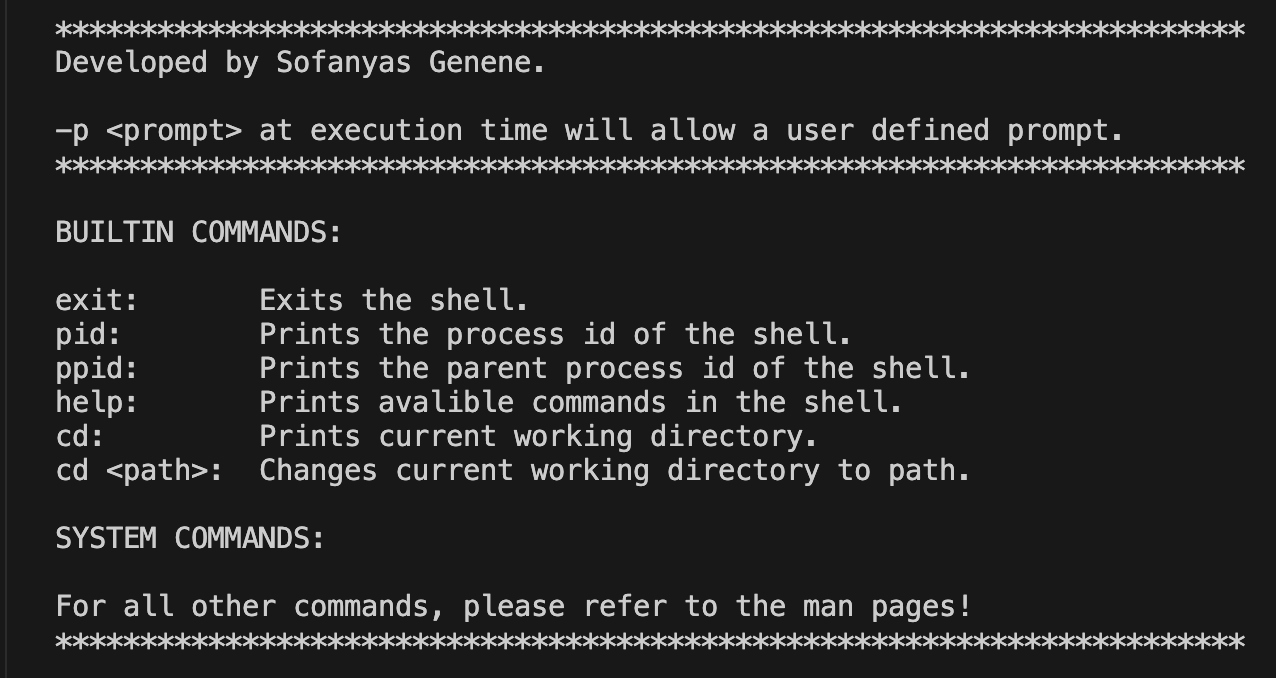 **********************************************************************
Developed by Sofanyas Genene.
-p <prompt> at execution time will allow a user defined prompt.
**********************************************************************
BUILTIN COMMANDS:
exit:       Exits the shell.
pid:        Prints the process id of the shell.
ppid:       Prints the parent process id of the shell.
help:       Prints avalible commands in the shell.
cd:         Prints current working directory.
cd <path>:  Changes current working directory to path.
SYSTEM COMMANDS:
For all other commands, please refer to the man pages!
**********************************************************************